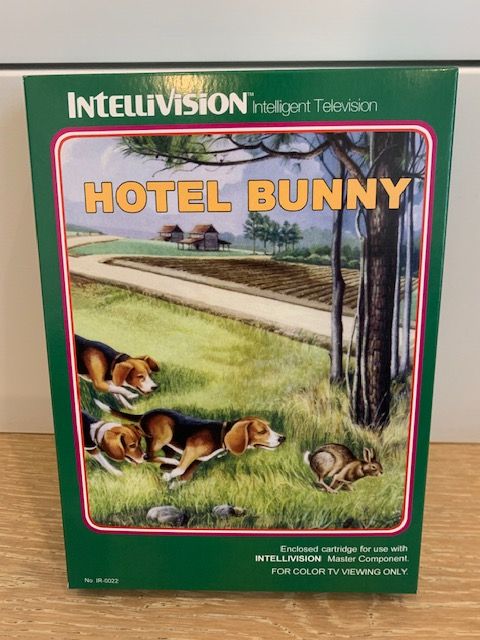 INTELLIVISION™ Intelligent Television
HOTEL BUNNY
Enclosed cartridge for use with
INTELLIVISION Master Component.
FOR COLOR TV VIEWING ONLY.
No. IR-0022